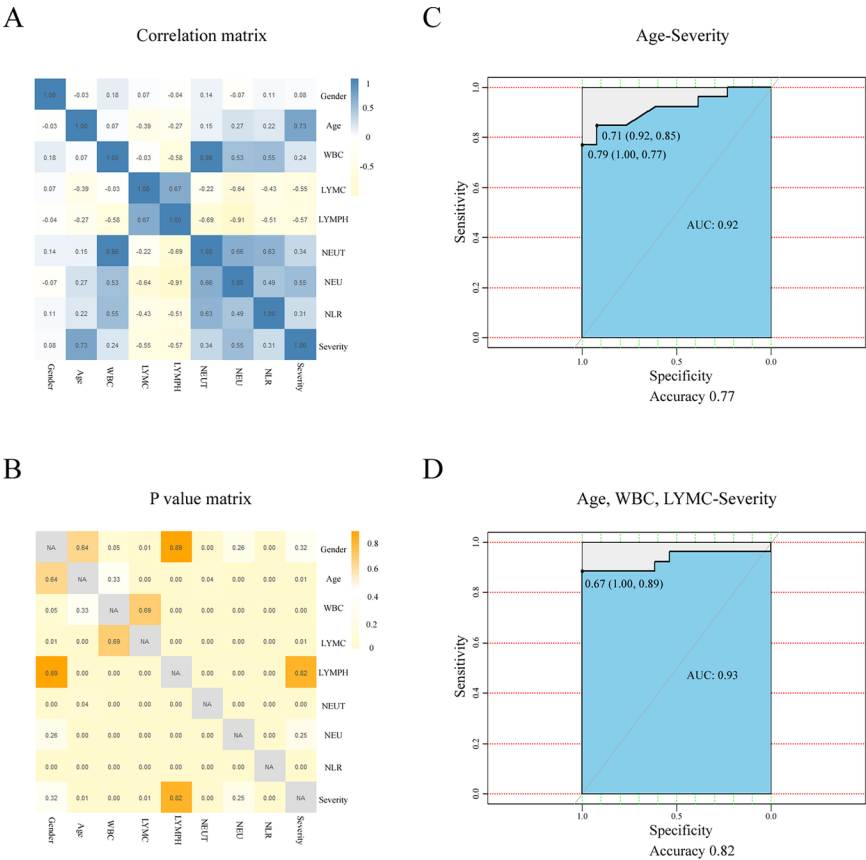 A
Correlation matrix
1.00 -0.03 0.18 0.07 -0.04 0.14 -0.07 0.11 0.08 Gender
-0.03 1.00 0.07 -0.39 -0.27 0.15 0.27 0.22 0.73 Age
0.18 0.07 1.00 -0.03 -0.58 0.53 0.55 0.24 WBC
0.07 -0.39 -0.03 1.00 0.67 -0.22 -0.64 -0.43 -0.55 LYMC
-0.04 -0.27 -0.58 0.67 1.00 -0.69 -0.91 -0.51 -0.57 LYMPH
0.14 0.15 -0.22 -0.69 1.00 0.66 0.63 0.34 NEUT
-0.07 0.27 0.53 -0.64 -0.91 0.66 1.00 0.49 0.55 NEU
0.11 0.22 0.55 -0.43 -0.51 0.63 0.49 1.00 0.31 NLR
0.08 0.73 0.24 -0.55 -0.57 0.34 0.55 0.31 1.00 Severity
Gender Age WBC LYMC LYMPH NEUT NEU NLR Severity
1
0.5
0
-0.5
B
P value matrix
NA 0.64 0.05 0.01 0.89 0.00 0.26 0.00 0.32 Gender
0.64 NA 0.33 0.00 0.00 0.04 0.00 0.00 0.01 Age
0.05 0.33 NA 0.69 0.00 0.00 0.00 0.00 0.00 WBC
0.01 0.00 0.69 NA 0.00 0.00 0.00 0.00 0.01 LYMC
0.89 0.00 0.00 0.00 NA 0.00 0.00 0.00 0.82 LYMPH
0.00 0.04 0.00 0.00 0.00 NA 0.00 0.00 0.00 NEUT
0.26 0.00 0.00 0.00 0.00 0.00 NA 0.00 0.25 NEU
0.00 0.00 0.00 0.00 0.00 0.00 0.00 NA 0.00 NLR
0.32 0.01 0.00 0.01 0.82 0.00 0.25 0.00 NA Severity
Gender Age WBC LYMC LYMPH NEUT NEU NLR Severity
0.8
0.6
0.4
0.2
0
C
Age-Severity
Sensitivity
1.0
0.8
0.6
0.4
0.2
0.0
0.71 (0.92, 0.85)
0.79 (1.00, 0.77)
AUC: 0.92
1.0 0.5 0.0
Specificity
Accuracy 0.77
D
Age, WBC, LYMC-Severity
Sensitivity
1.0
0.8
0.6
0.4
0.2
0.0
0.67 (1.00, 0.89)
AUC: 0.93
1.0 0.5 0.0
Specificity
Accuracy 0.82